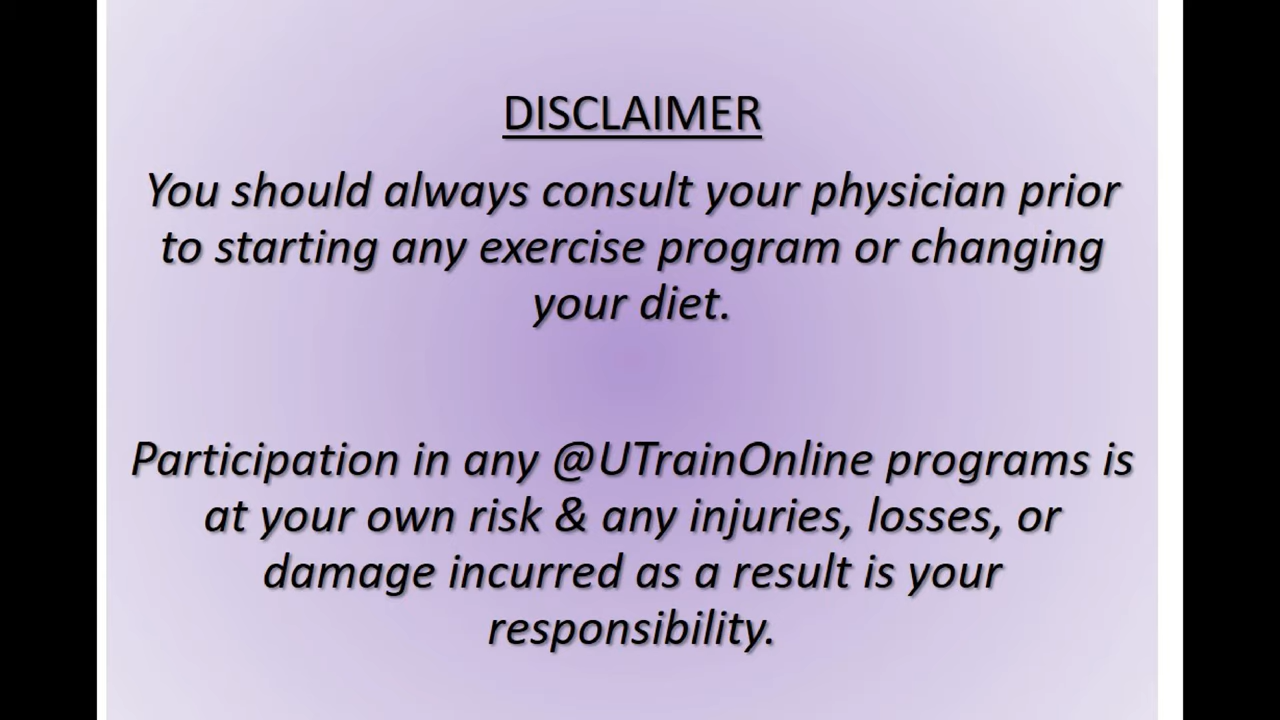 DISCLAIMER
You should always consult your physician prior
to starting any exercise program or changing
your diet.
Participation in any @UTrainOnline programs is
at your own risk & any injuries, losses, or
damage incurred as a result is your
responsibility.